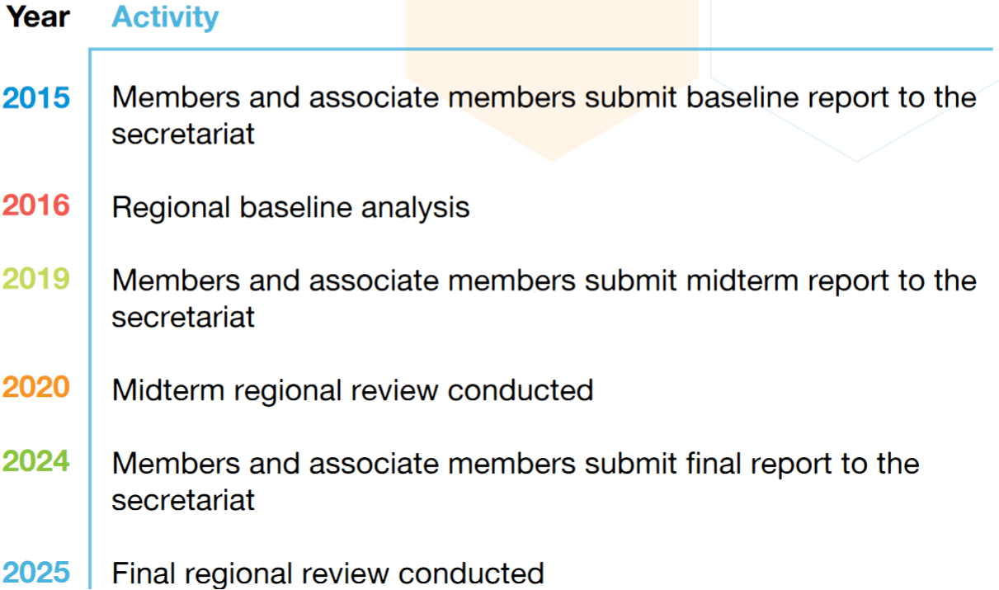 Year Activity
2015 Members and associate members submit baseline report to the
secretariat
2016 Regional baseline analysis
2019 Members and associate members submit midterm report to the
secretariat
2020 Midterm regional review conducted
2024 Members and associate members submit final report to the
secretariat
2025 Final regional review conducted